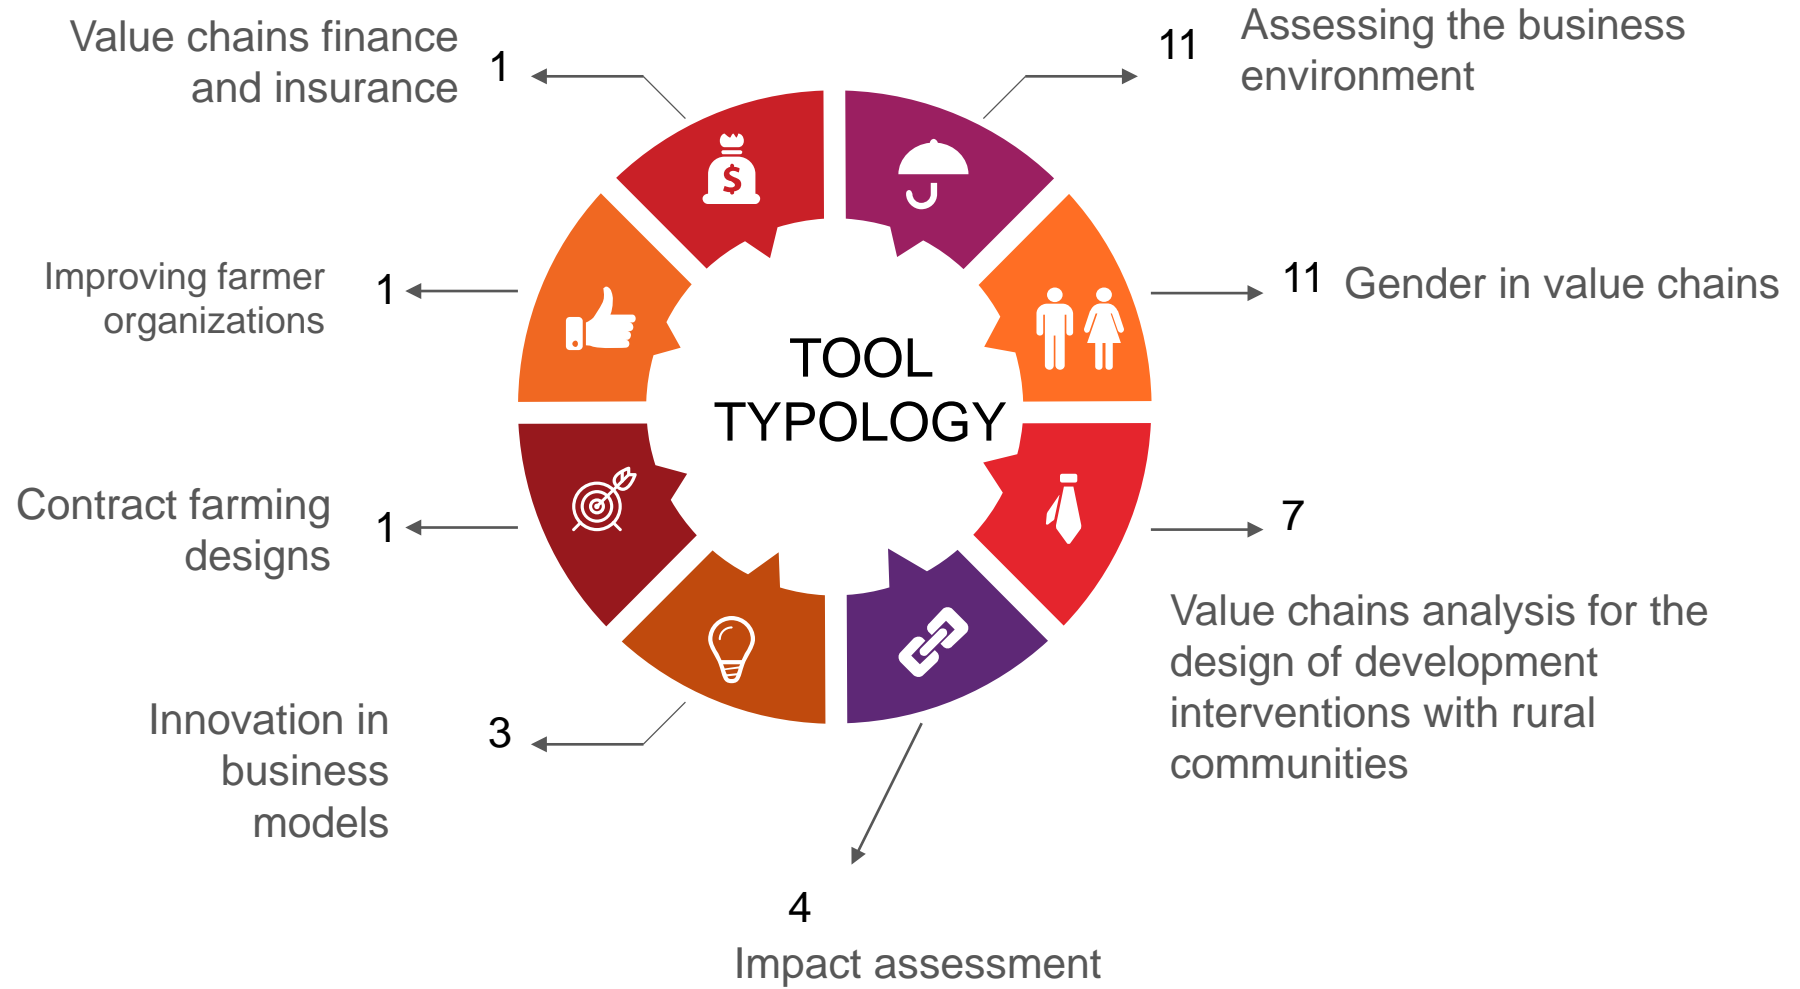 Value chains finance
and insurance
1
11
Assessing the business
environment
Improving farmer
organizations
1
11
Gender in value chains
TOOL
TYPOLOGY
Contract farming
designs
1
7
Value chains analysis for the
design of development
interventions with rural
communities
Innovation in
business
models
3
4
Impact assessment
$